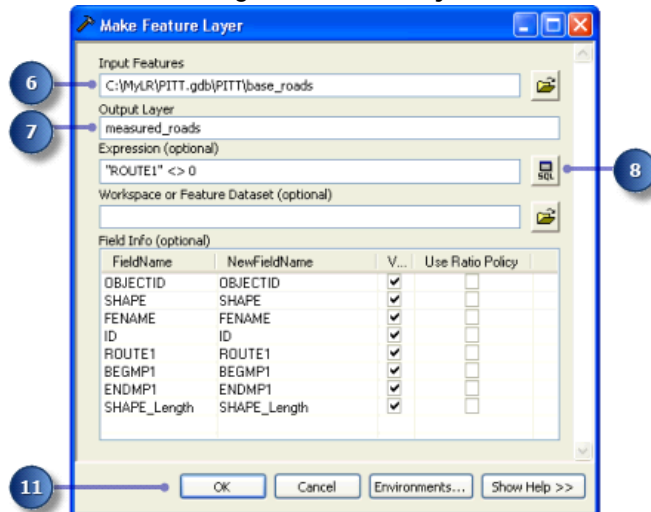 Make Feature Layer
Input Features
6
C:\MyLR\PITT.gdb\PITT\base_roads
Output Layer
7
measured_roads
Expression (optional)
"ROUTE1" <> 0
SQL
8
Workspace or Feature Dataset (optional)
Field Info (optional)
FieldName NewFieldName V... Use Ratio Policy
OBJECTID OBJECTID
SHAPE SHAPE
FENAME FENAME
ID ID
ROUTE1 ROUTE1
BEGMP1 BEGMP1
ENDMP1 ENDMP1
SHAPE_Length SHAPE_Length
11
OK Cancel Environments... Show Help >>